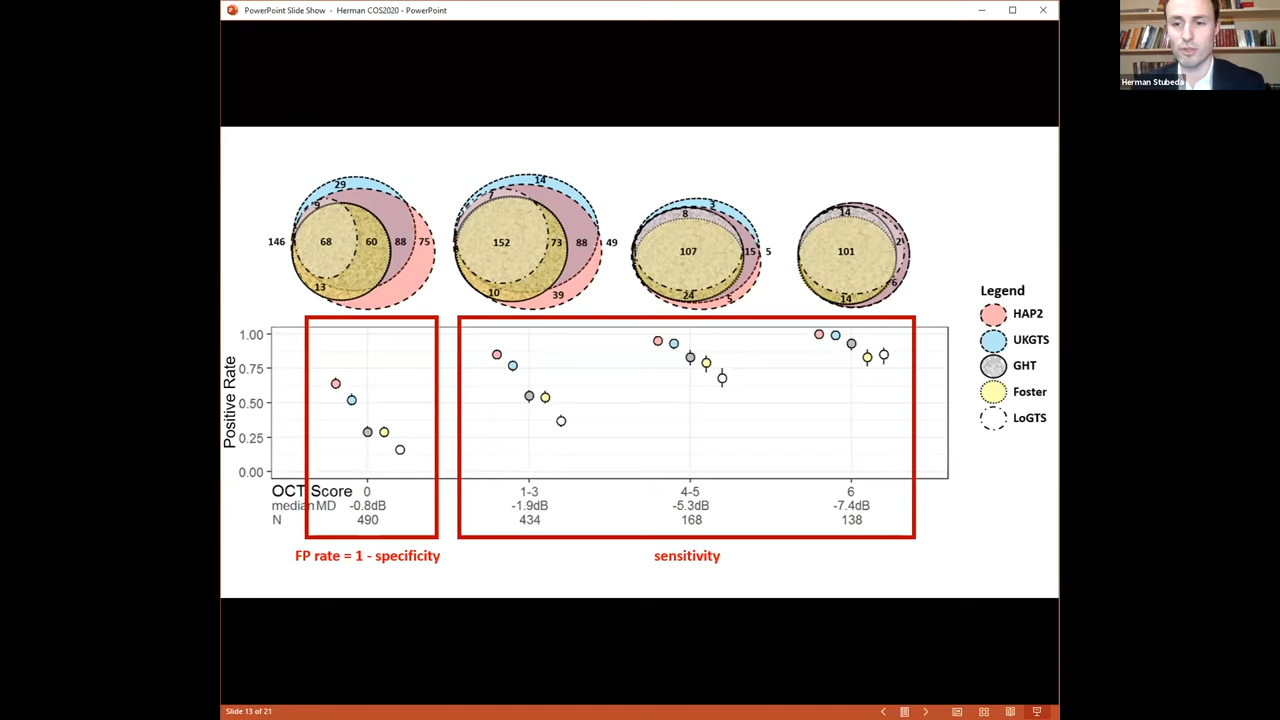 PowerPoint Slide Show - Herman COS2020 - PowerPoint
Herman Stubeda
29
9
146
68
60
88
75
13
14
7
152
73
88
49
10
39
3
8
107
15
5
24
5
14
2
101
6
14
Legend
HAP2
UKGTS
GHT
Foster
LoGTS
Positive Rate
1.00
0.75
0.50
0.25
0.00
OCT Score 0 1-3 4-5 6
median MD -0.8dB -1.9dB -5.3dB -7.4dB
N 490 434 168 138
FP rate = 1 - specificity
sensitivity
Slide 13 of 21